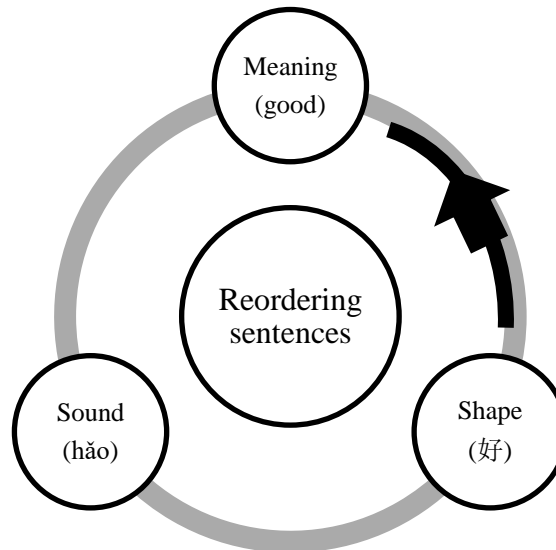 Meaning
(good)
Reordering
sentences
Sound
(hǎo)
Shape
(好)